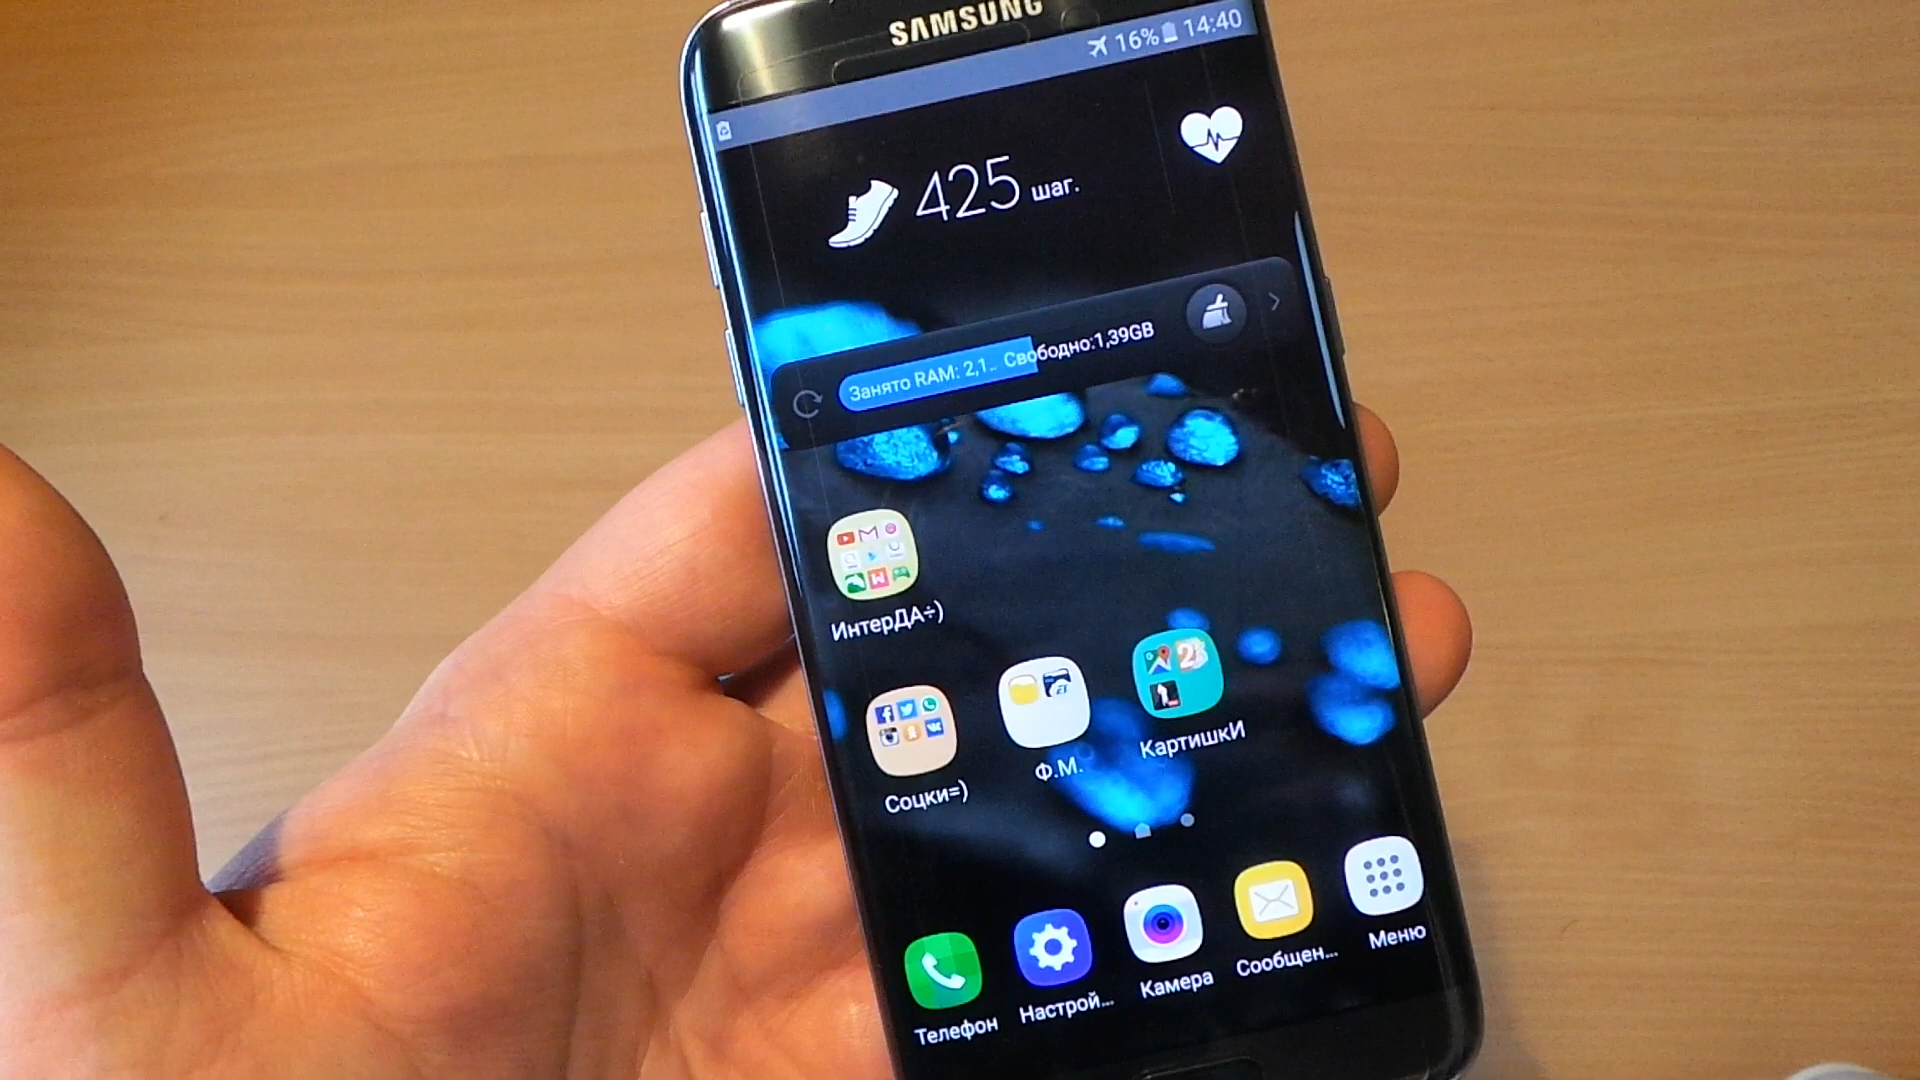 SAMSUNG
16% 14:40
425 шаг.
Занято RAM: 2,1.. Свободно:1,39GB
ИнтерДА÷)
Соцки=)
Ф.М.
КартишкИ
Телефон
Настрой...
Камера
Сообщен...
Меню